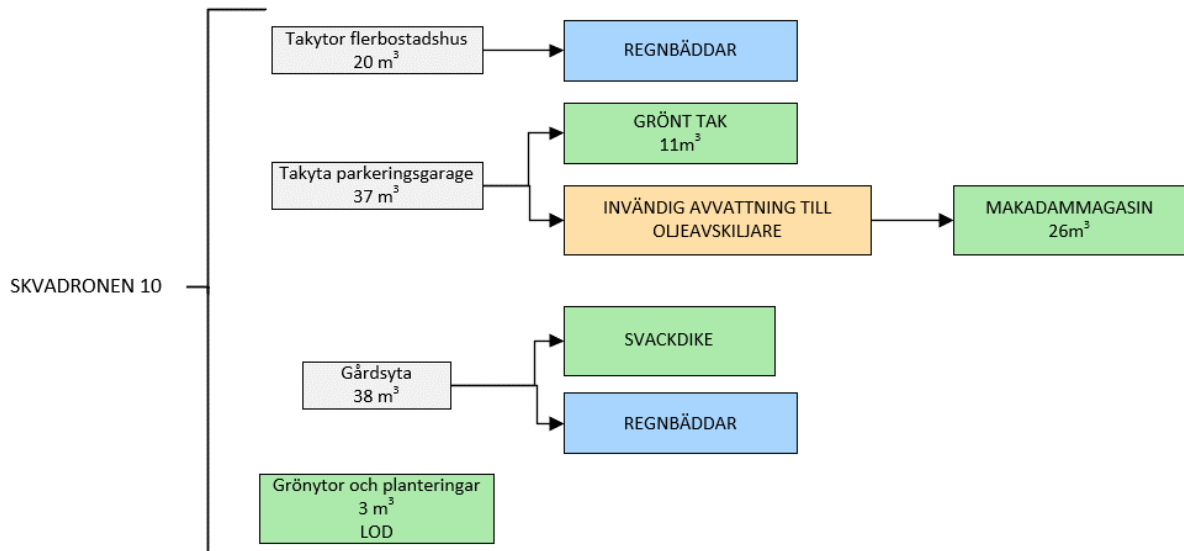 Takytor flerbostadshus
20 m³
REGNBÄDDAR
GRÖNT TAK
11m³
Takyta parkeringsgarage
37 m³
INVÄNDIG AVVATTNING TILL
OLJEAVSKILJARE
MAKADAMMAGASIN
26m³
SKVADRONEN 10
SVACKDIKE
Gårdsyta
38 m³
REGNBÄDDAR
Grönytor och planteringar
3 m³
LOD